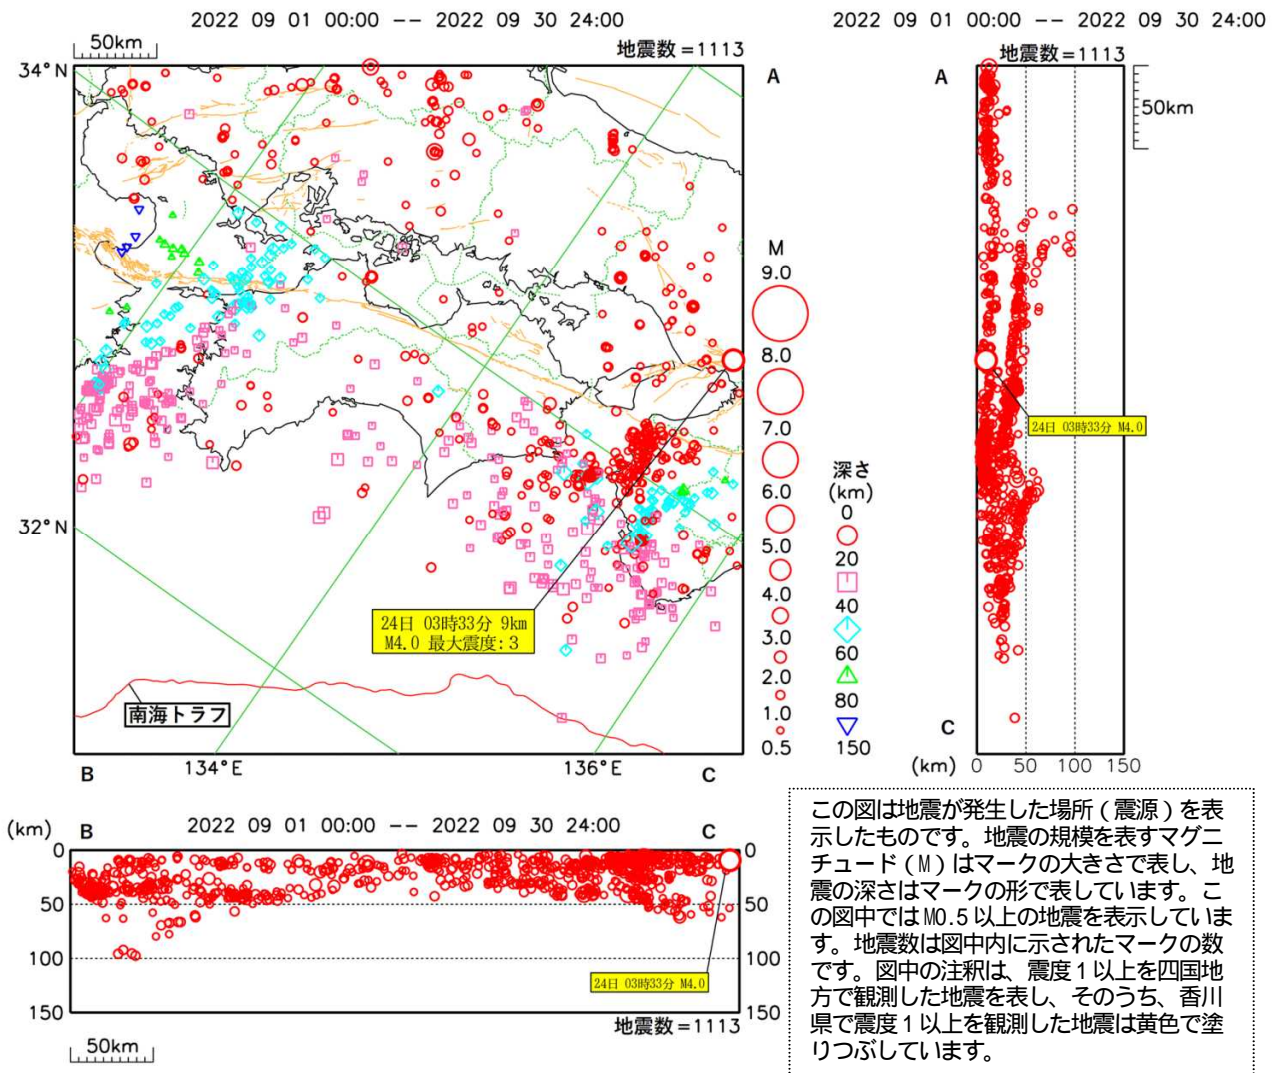 2022 09 01 00:00 -- 2022 09 30 24:00
50km
地震数=1113
34°N
32°N
134°E
136°E
A
B
C
24日 03時33分 9km
M4.0 最大震度:3
南海トラフ
M
9.0
8.0
7.0
6.0
5.0
4.0
3.0
2.0
1.0
0.5
深さ
(km)
0
20
40
60
80
150
2022 09 01 00:00 -- 2022 09 30 24:00
地震数=1113
A
50km
24日 03時33分 M4.0
C
(km) 0 50 100 150
(km) B 2022 09 01 00:00 -- 2022 09 30 24:00 C
0 0
50 50
100 100
24日 03時33分 M4.0
150 150
地震数=1113
50km
この図は地震が発生した場所(震源)を表
示したものです。地震の規模を表すマグニ
チュード(M)はマークの大きさで表し、地
震の深さはマークの形で表しています。こ
の図中ではM0.5以上の地震を表示していま
す。地震数は図中内に示されたマークの数
です。図中の注釈は、震度1以上を四国地
方で観測した地震を表し、そのうち、香川
県で震度1以上を観測した地震は黄色で塗
りつぶしています。